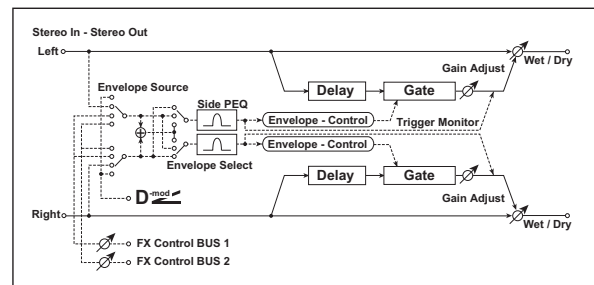 Stereo In - Stereo Out
Left
Wet / Dry
Envelope Source
Side PEQ
Delay
Gate
Gain Adjust
Envelope - Control
Trigger Monitor
Envelope - Control
Envelope Select
D-mod
Delay
Gate
Gain Adjust
Right
Wet / Dry
FX Control BUS 1
FX Control BUS 2